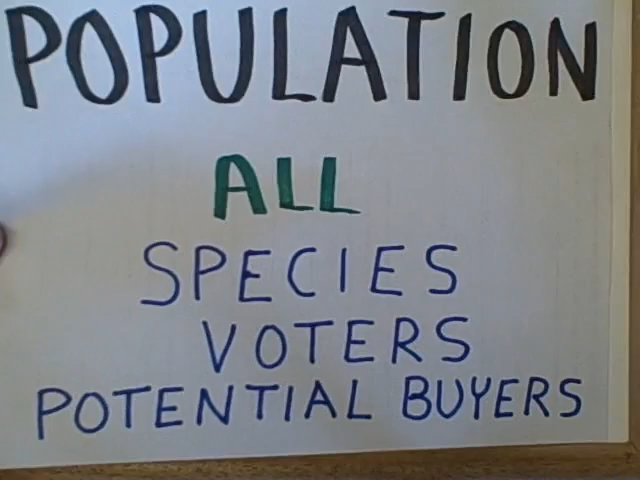 POPULATION
ALL
SPECIES
VOTERS
POTENTIAL BUYERS